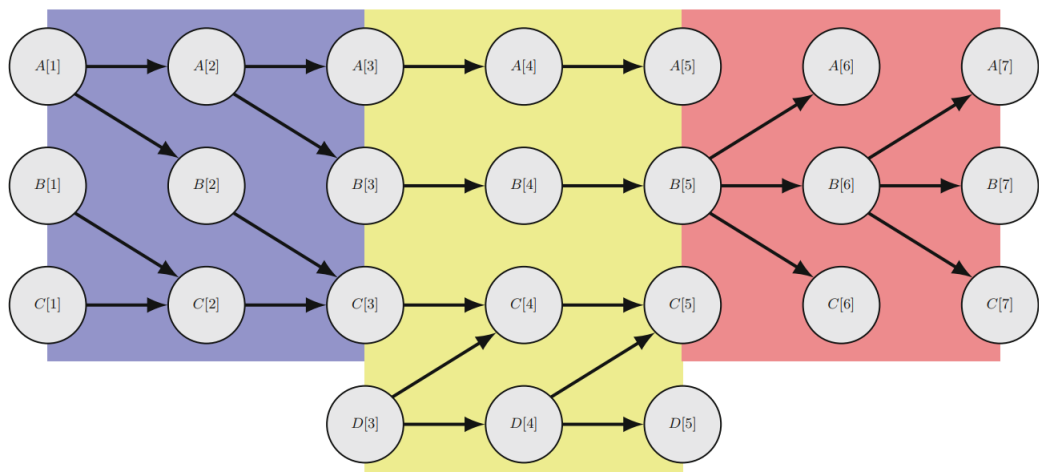 A[1] A[2] A[3] A[4] A[5] A[6] A[7]
B[1] B[2] B[3] B[4] B[5] B[6] B[7]
C[1] C[2] C[3] C[4] C[5] C[6] C[7]
D[3] D[4] D[5]